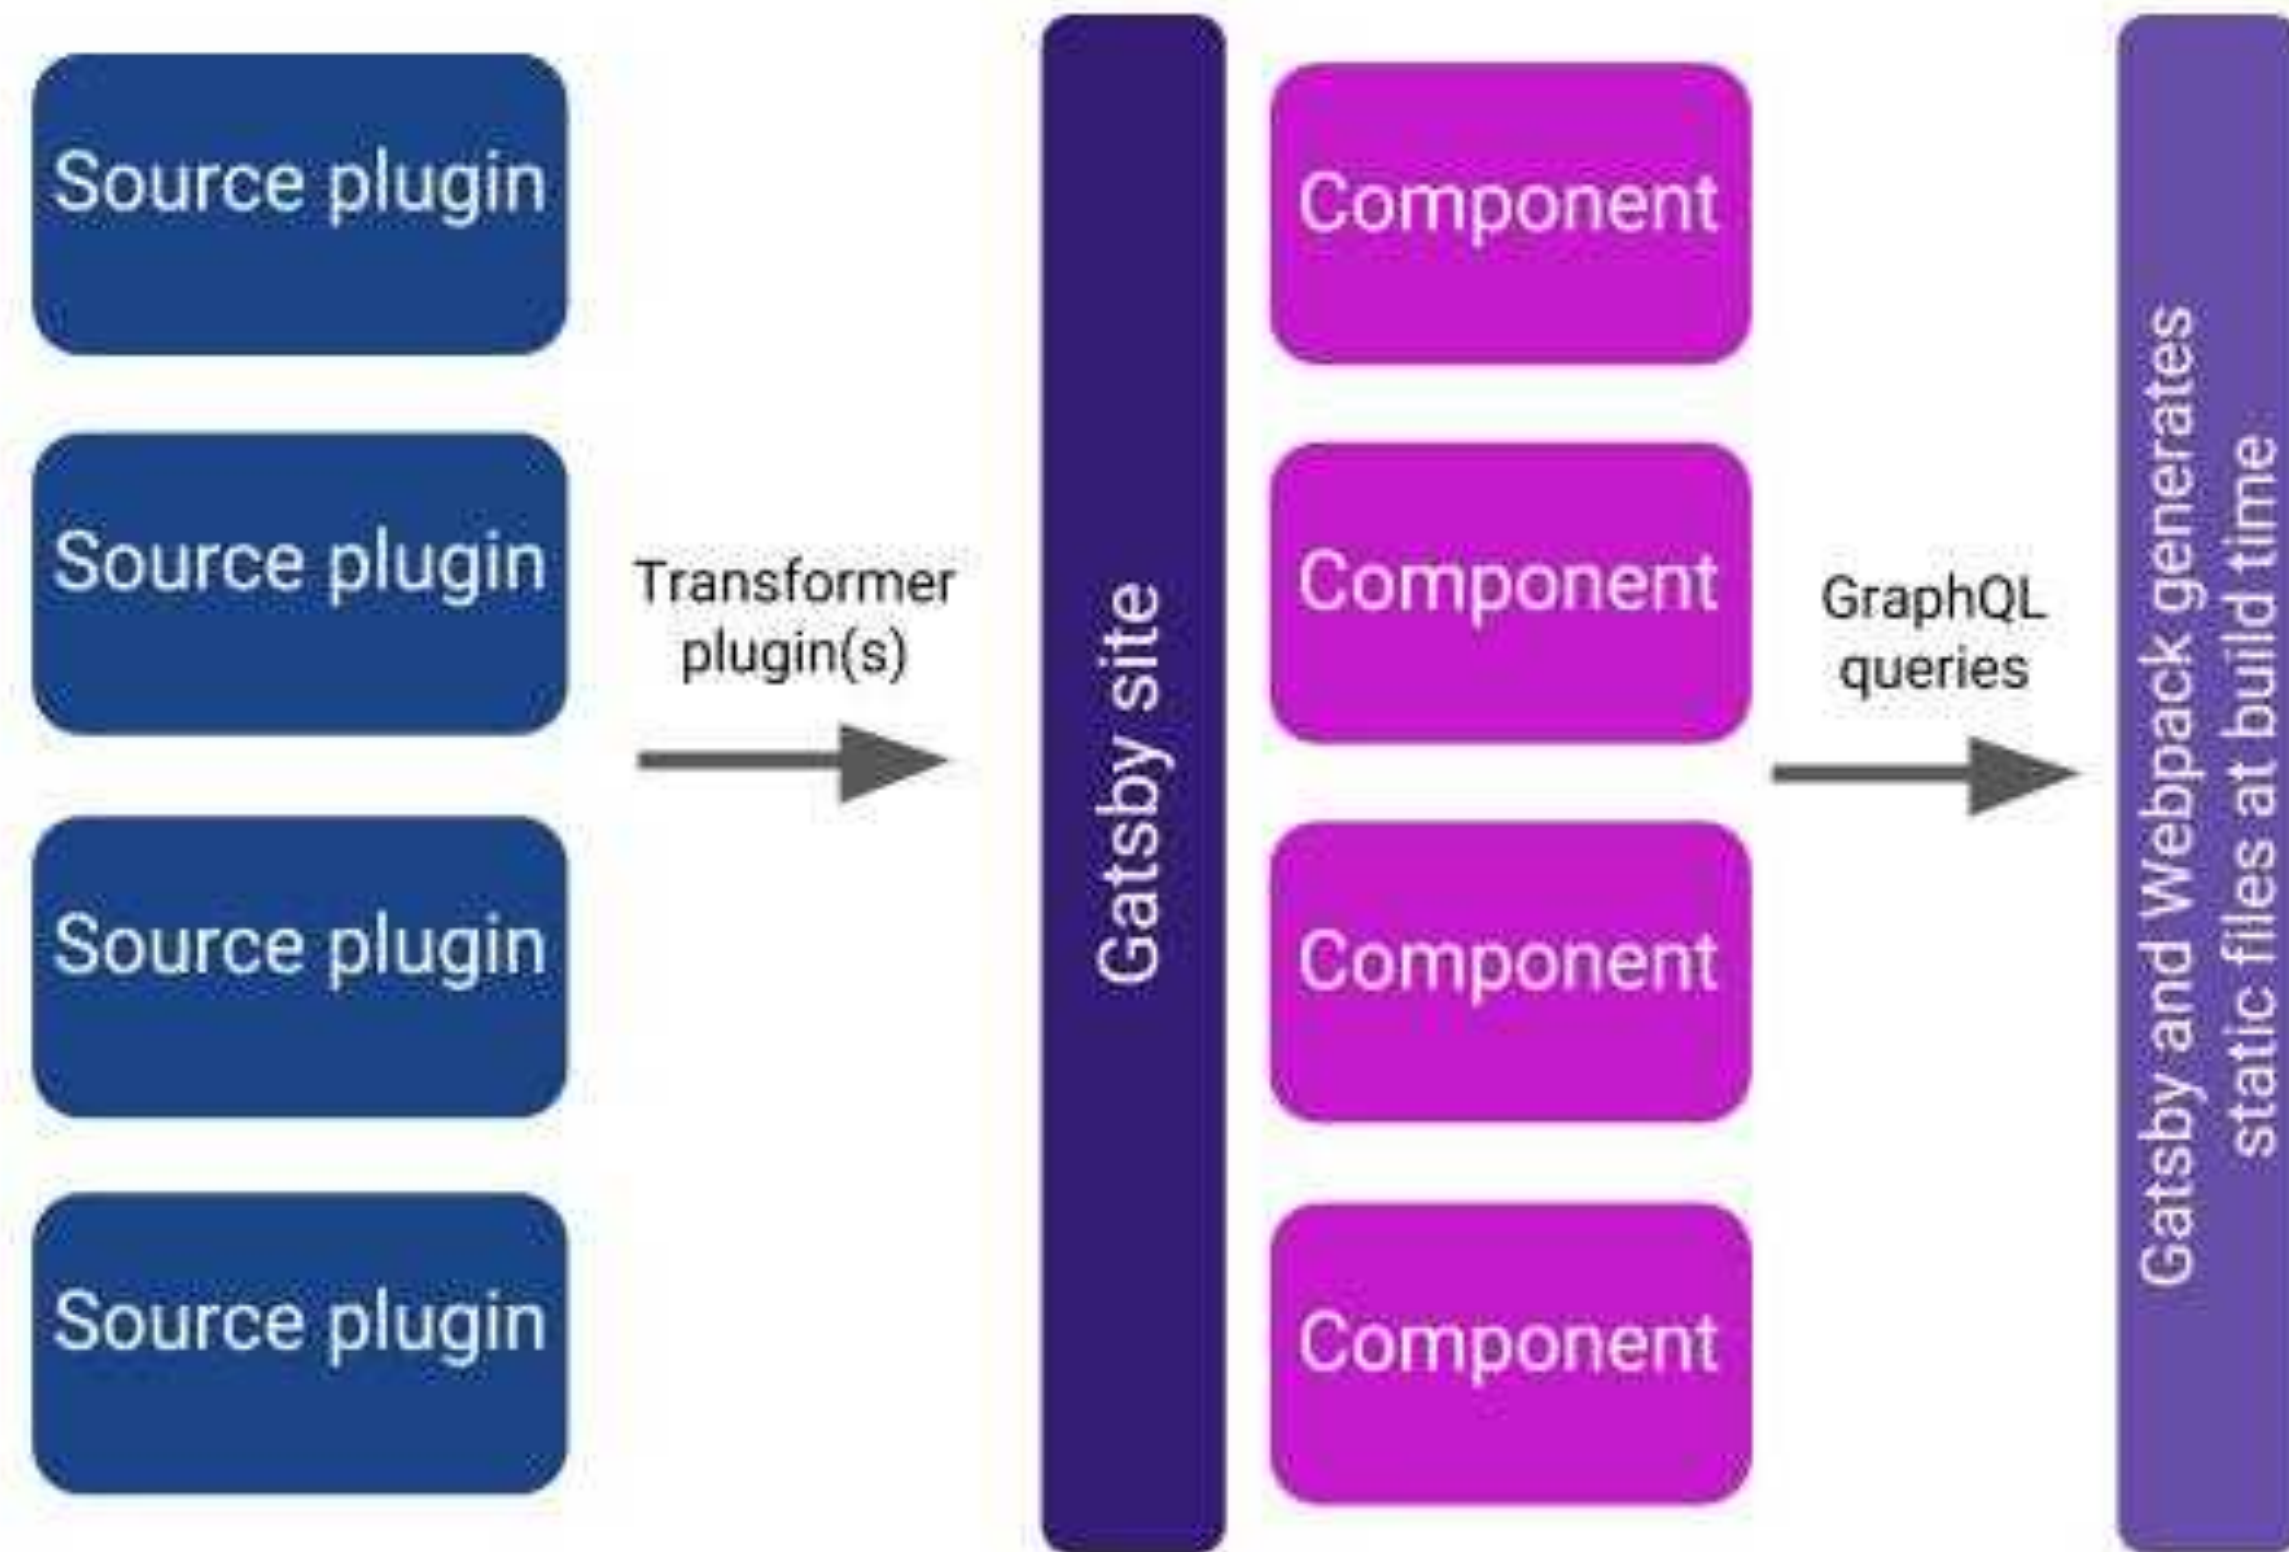 Source plugin
Source plugin
Source plugin
Source plugin
Transformer
plugin(s)
Gatsby site
Component
Component
Component
Component
GraphQL
queries
Gatsby and Webpack generates
static files at build time